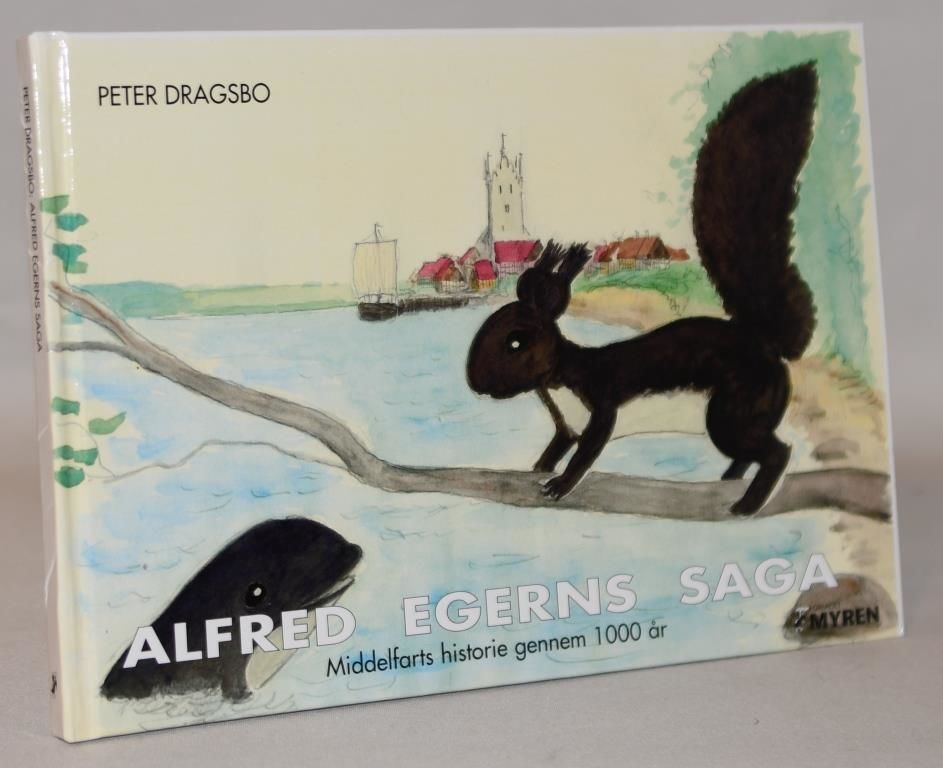 PETER DRAGSBO
PETER DRAGSBO: ALFRED EGERNS SAGA
ALFRED EGERNS SAGA
Middelfarts historie gennem 1000 år
MYREN